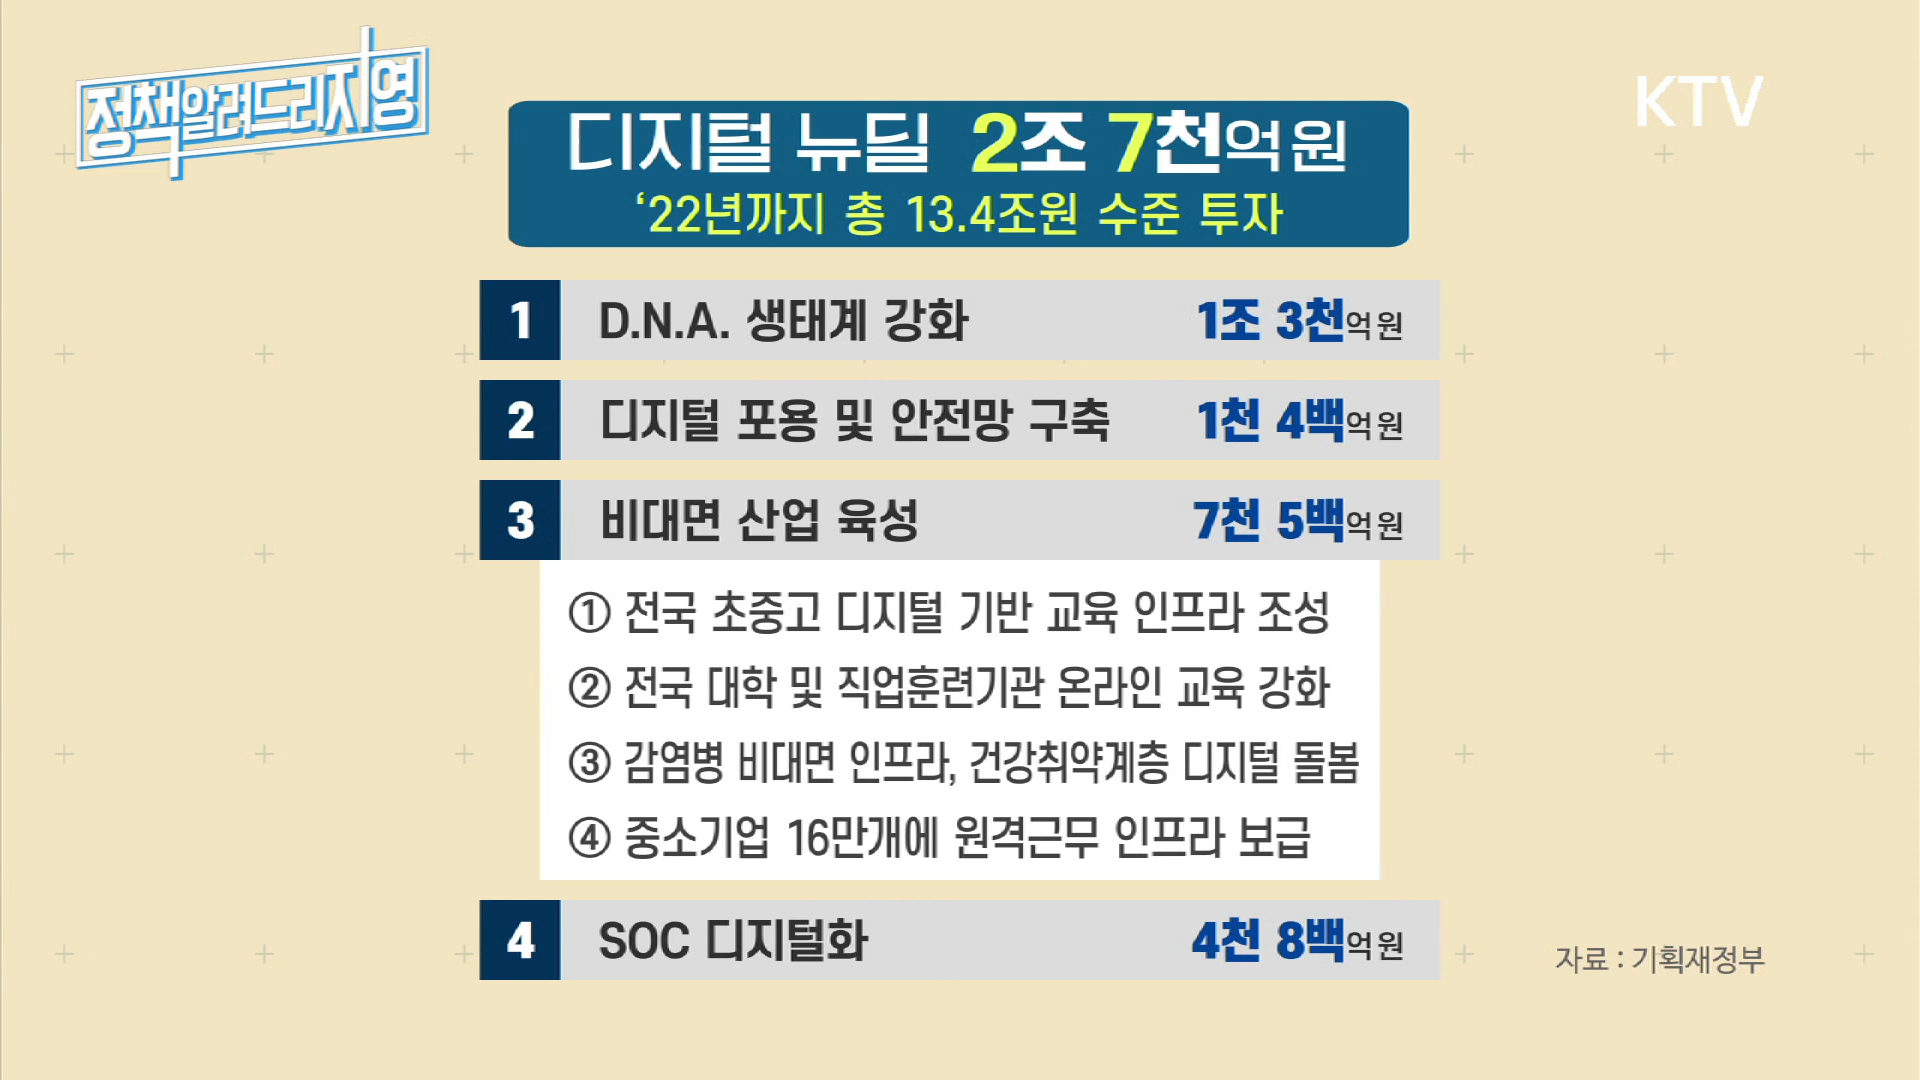 정책알려드리지영
KTV
디지털 뉴딜 2조 7천억원
‘22년까지 총 13.4조원 수준 투자
1 D.N.A. 생태계 강화 1조 3천억원
2 디지털 포용 및 안전망 구축 1천 4백억원
3 비대면 산업 육성 7천 5백억원
① 전국 초중고 디지털 기반 교육 인프라 조성
② 전국 대학 및 직업훈련기관 온라인 교육 강화
③ 감염병 비대면 인프라, 건강취약계층 디지털 돌봄
④ 중소기업 16만개에 원격근무 인프라 보급
4 SOC 디지털화 4천 8백억원
자료 : 기획재정부